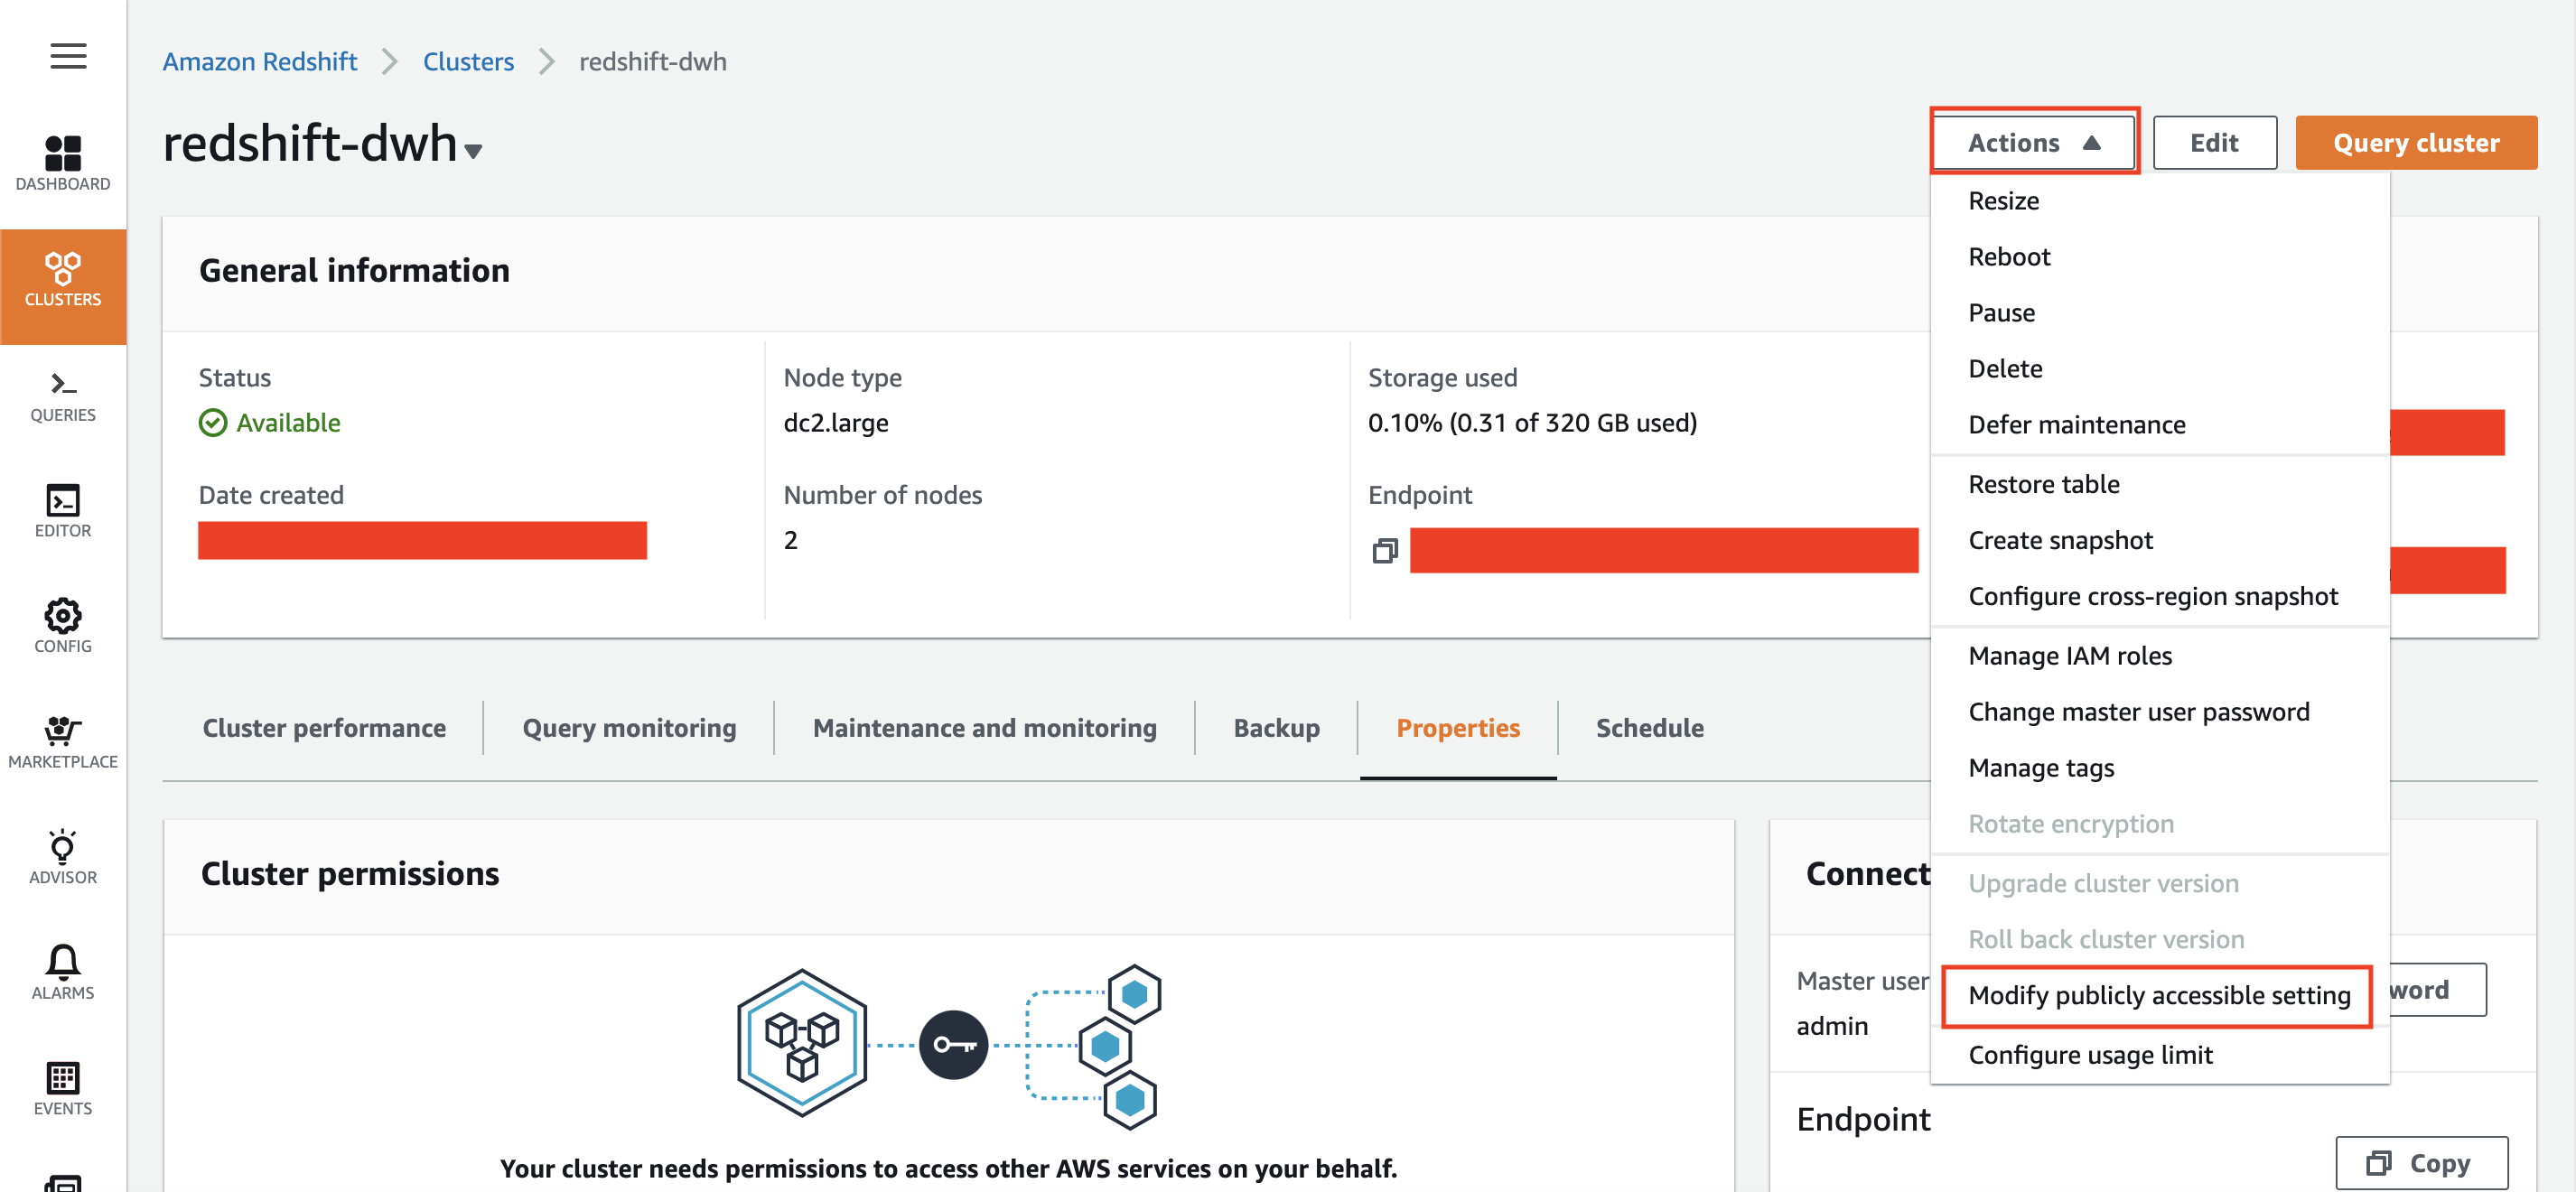 Amazon Redshift > Clusters > redshift-dwh
redshift-dwh
Actions
Edit
Query cluster
DASHBOARD
CLUSTERS
QUERIES
EDITOR
CONFIG
MARKETPLACE
ADVISOR
ALARMS
EVENTS
General information
Status
Available
Date created
Node type
dc2.large
Number of nodes
2
Storage used
0.10% (0.31 of 320 GB used)
Endpoint
Resize
Reboot
Pause
Delete
Defer maintenance
Restore table
Create snapshot
Configure cross-region snapshot
Manage IAM roles
Change master user password
Manage tags
Rotate encryption
Upgrade cluster version
Roll back cluster version
Modify publicly accessible setting
Configure usage limit
Cluster performance
Query monitoring
Maintenance and monitoring
Backup
Properties
Schedule
Cluster permissions
Your cluster needs permissions to access other AWS services on your behalf.
Connect
Master user
admin
word
Endpoint
Copy